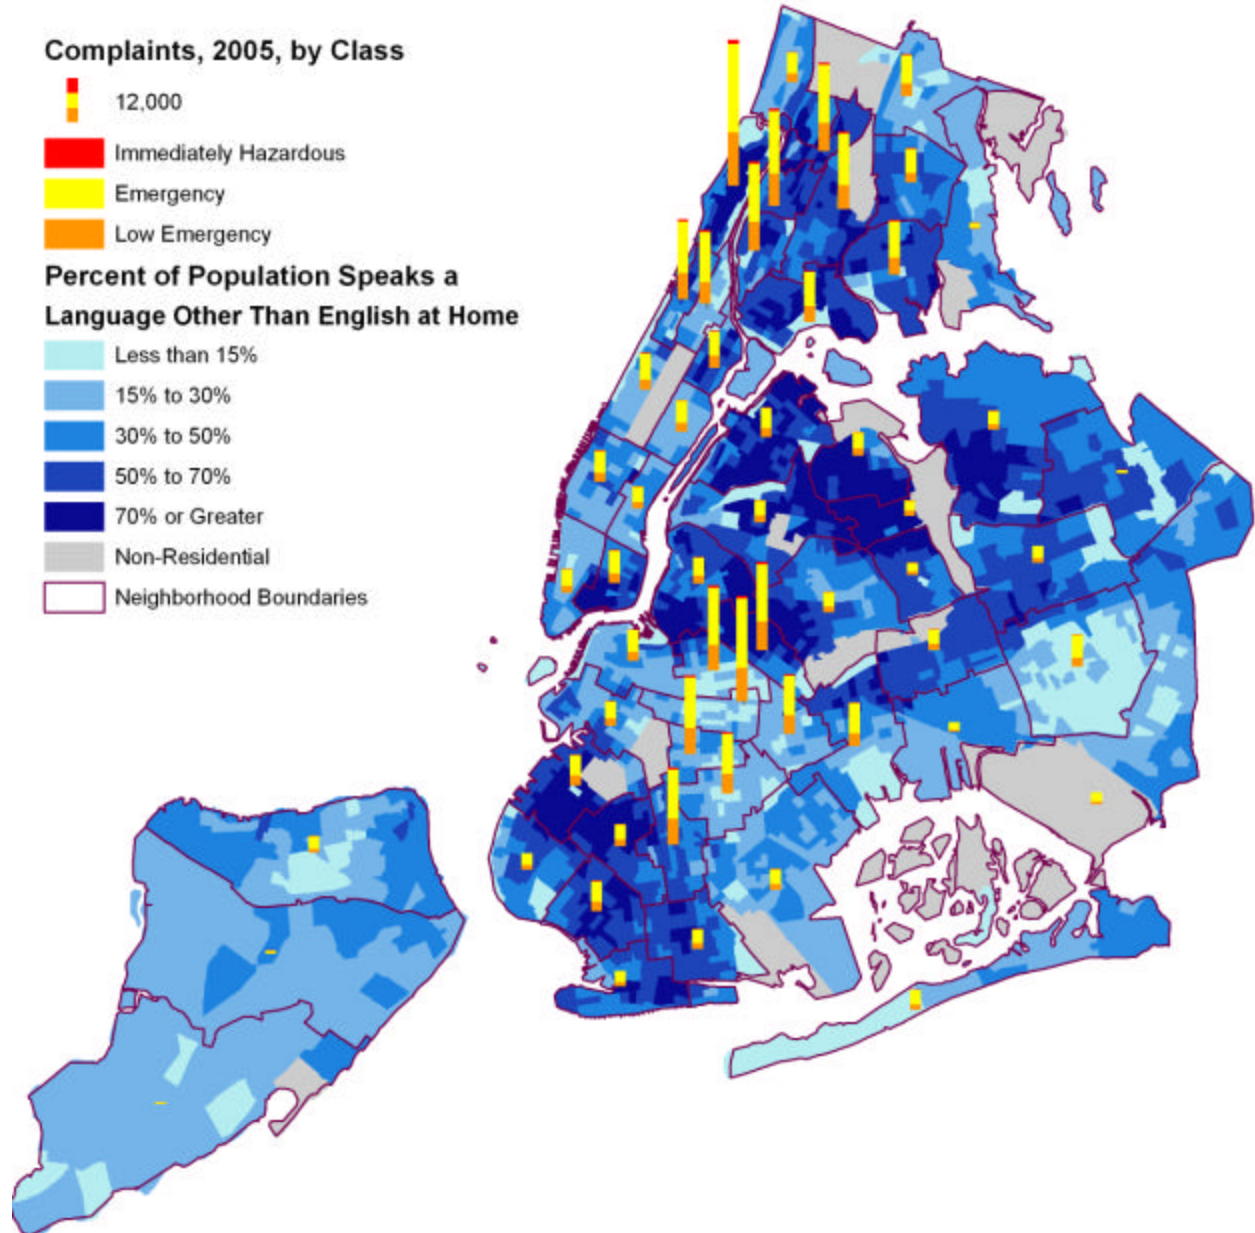 Complaints, 2005, by Class
12,000
Immediately Hazardous
Emergency
Low Emergency
Percent of Population Speaks a
Language Other Than English at Home
Less than 15%
15% to 30%
30% to 50%
50% to 70%
70% or Greater
Non-Residential
Neighborhood Boundaries